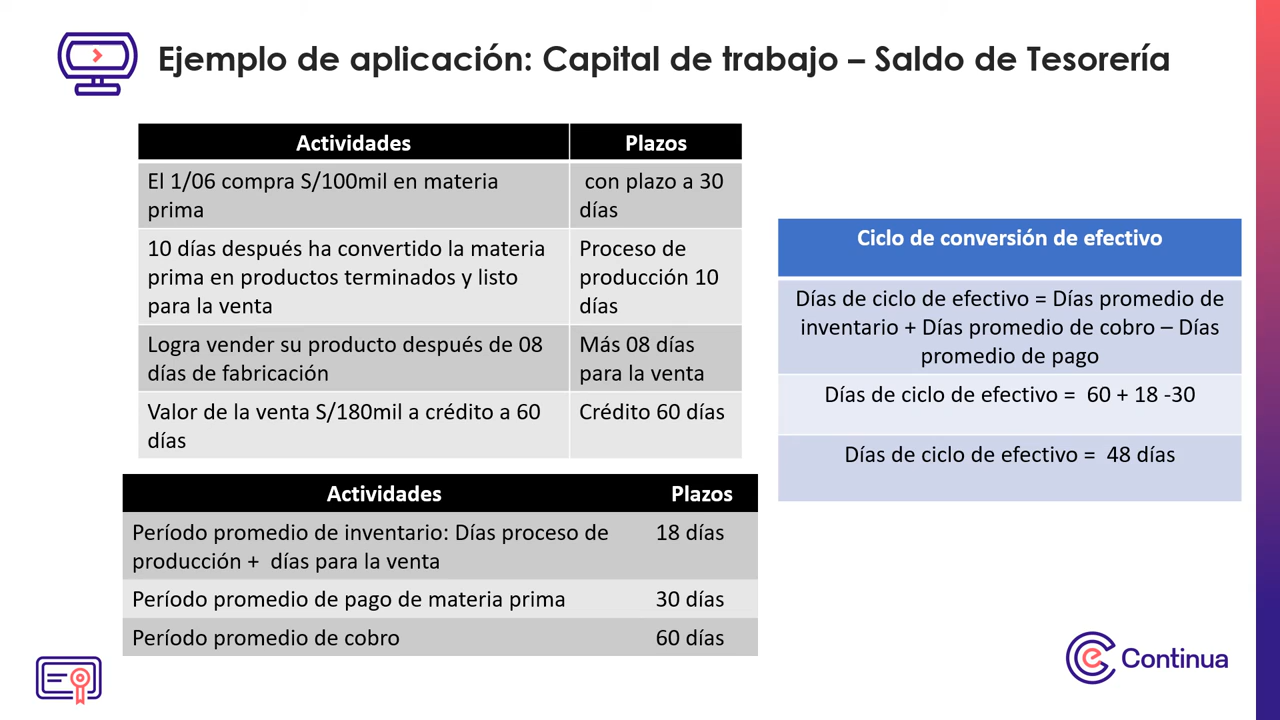 Ejemplo de aplicación: Capital de trabajo – Saldo de Tesorería
Actividades Plazos
El 1/06 compra S/100mil en materia
prima
con plazo a 30
días
10 días después ha convertido la materia
prima en productos terminados y listo
para la venta
Proceso de
producción 10
días
Logra vender su producto después de 08
días de fabricación
Más 08 días
para la venta
Valor de la venta S/180mil a crédito a 60
días
Crédito 60 días
Actividades Plazos
Período promedio de inventario: Días proceso de
producción + días para la venta
18 días
Período promedio de pago de materia prima 30 días
Período promedio de cobro 60 días
Ciclo de conversión de efectivo
Días de ciclo de efectivo = Días promedio de
inventario + Días promedio de cobro – Días
promedio de pago
Días de ciclo de efectivo = 60 + 18 -30
Días de ciclo de efectivo = 48 días
Continua